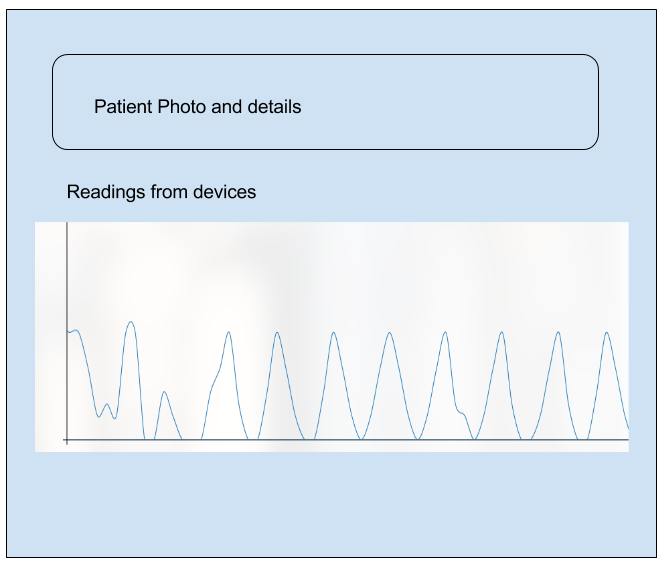 Patient Photo and details
Readings from devices